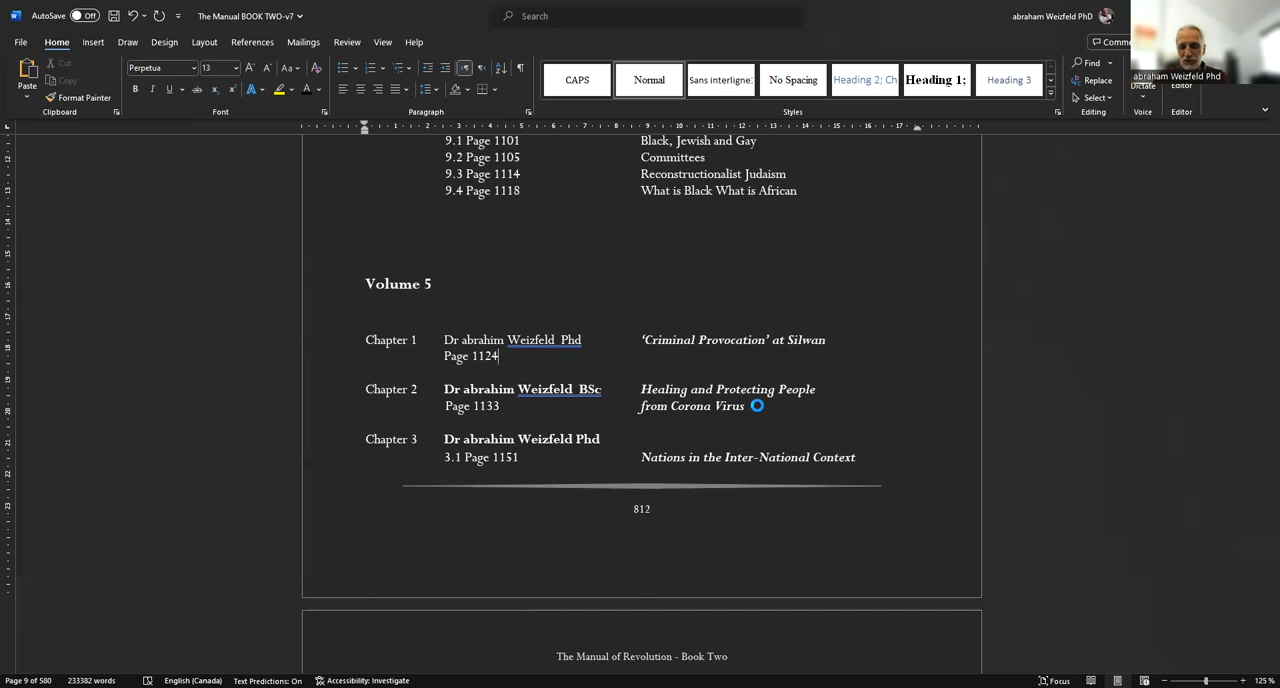 AutoSave Off The Manual BOOK TWO-v7 Search abraham Weizfeld PhD
File Home Insert Draw Design Layout References Mailings Review View Help Comme
abraham Weizfeld Phd
Paste Cut Copy Format Painter
Perpetua 13
CAPS Normal Sans interligne: No Spacing Heading 2; Ch Heading 1; Heading 3
Find Replace Select Dictate Editor
Clipboard Font Paragraph Styles Editing Voice Editor
9.1 Page 1101 Black, Jewish and Gay
9.2 Page 1105 Committees
9.3 Page 1114 Reconstructionalist Judaism
9.4 Page 1118 What is Black What is African
Volume 5
Chapter 1 Dr abrahim Weizfeld Phd ‘Criminal Provocation’ at Silwan
Page 1124
Chapter 2 Dr abrahim Weizfeld BSc Healing and Protecting People
Page 1133 from Corona Virus
Chapter 3 Dr abrahim Weizfeld Phd
3.1 Page 1151 Nations in the Inter-National Context
812
The Manual of Revolution - Book Two
Page 9 of 580 233382 words English (Canada) Text Predictions: On Accessibility: Investigate Focus 125 %